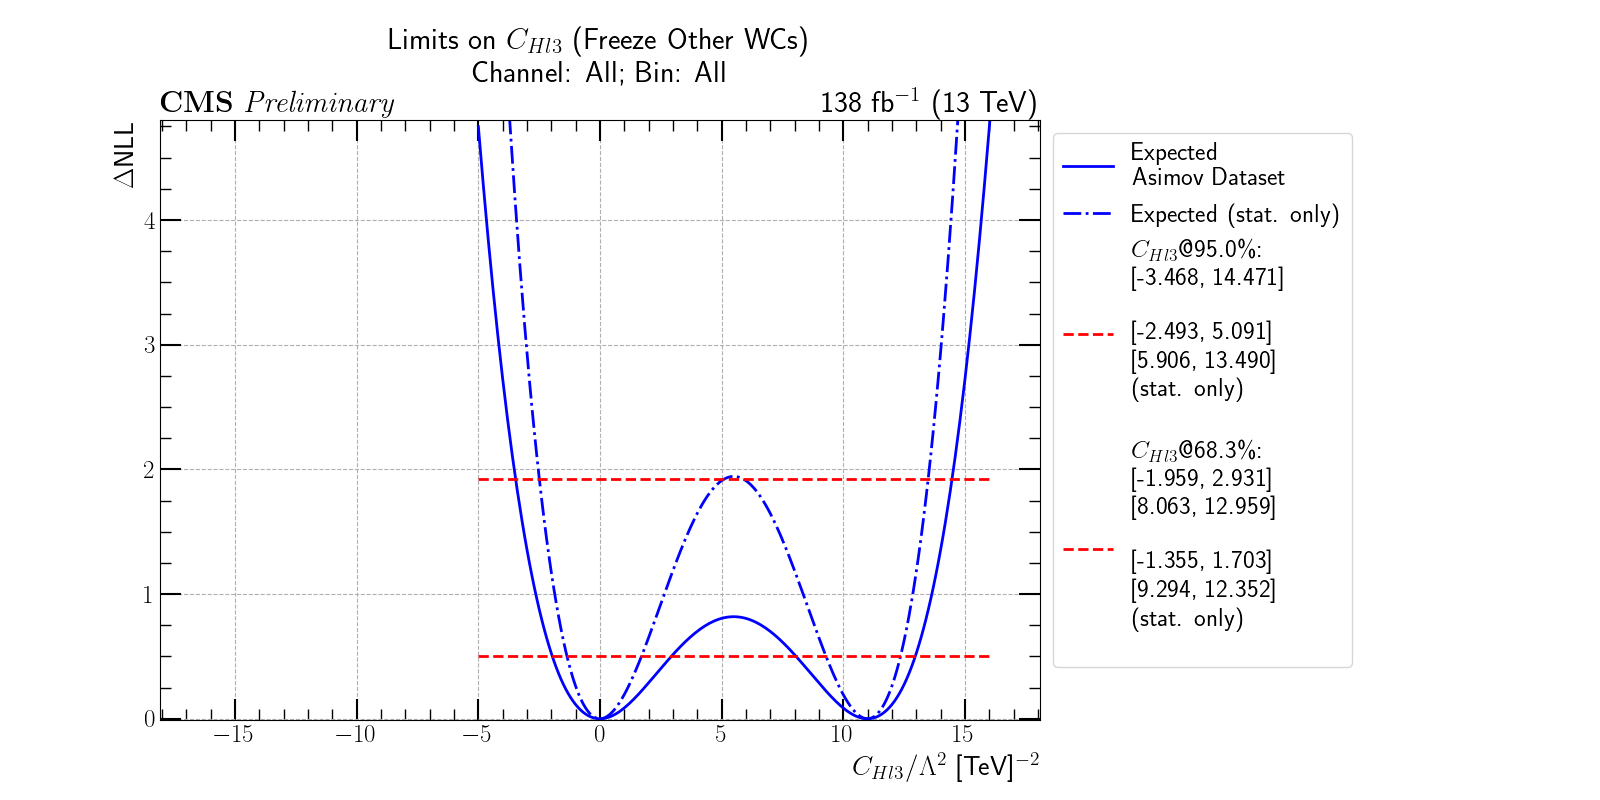 Limits on C_{Hl3} (Freeze Other WCs)
Channel: All; Bin: All
CMS Preliminary
138 fb^{-1} (13 TeV)
ΔNLL
4
3
2
1
0
−15
−10
−5
0
5
10
15
C_{Hl3}/Λ^2 [TeV]^{-2}
Expected
Asimov Dataset
Expected (stat. only)
C_{Hl3}@95.0%:
[-3.468, 14.471]
[-2.493, 5.091]
[5.906, 13.490]
(stat. only)
C_{Hl3}@68.3%:
[-1.959, 2.931]
[8.063, 12.959]
[-1.355, 1.703]
[9.294, 12.352]
(stat. only)